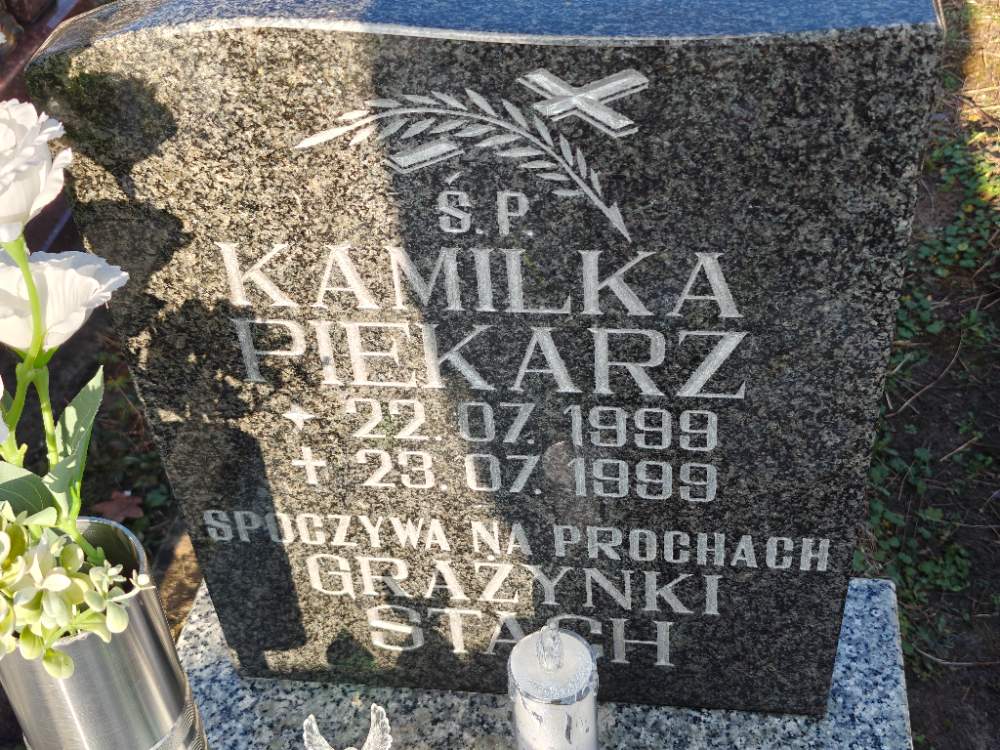 Ś.P.
KAMILKA
PIEKARZ
22.07.1999
23.07.1999
SPOCZYWA NA PROCHACH
GRAŻYNKI
STACH